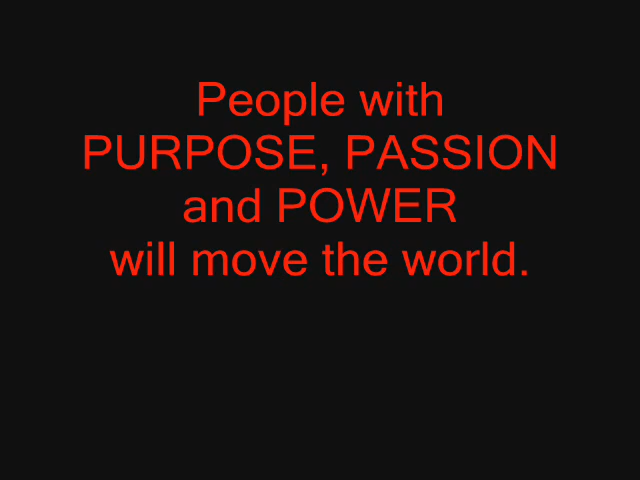 People with
PURPOSE, PASSION
and POWER
will move the world.